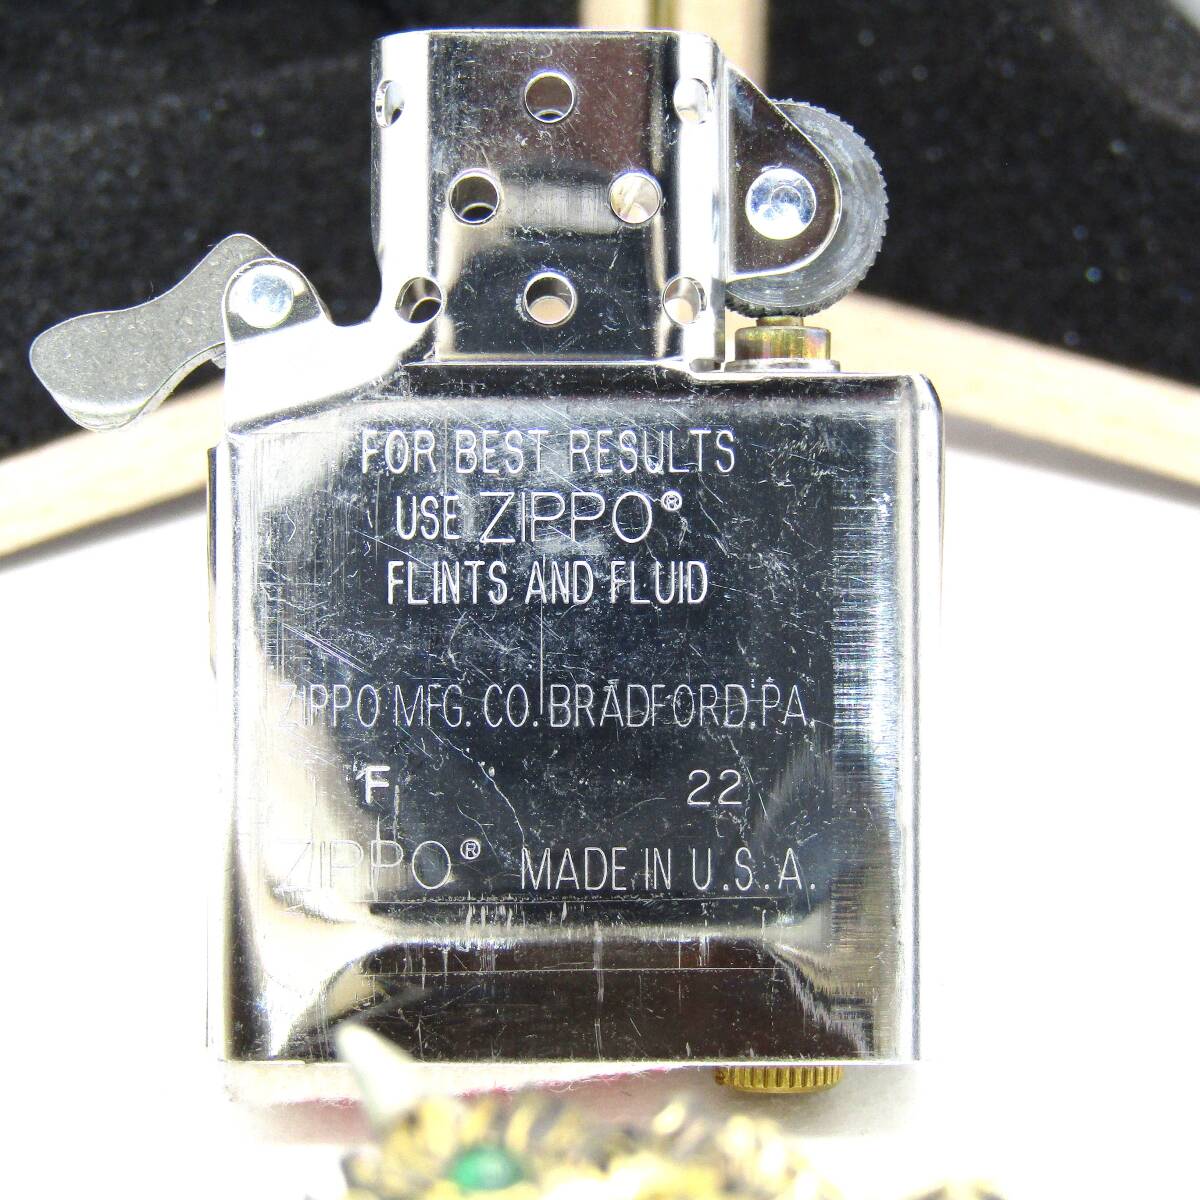 FOR BEST RESULTS
USE ZIPPO®
FLINTS AND FLUID
ZIPPO MFG. CO. BRADFORD. PA.
F 22
ZIPPO® MADE IN U.S.A.